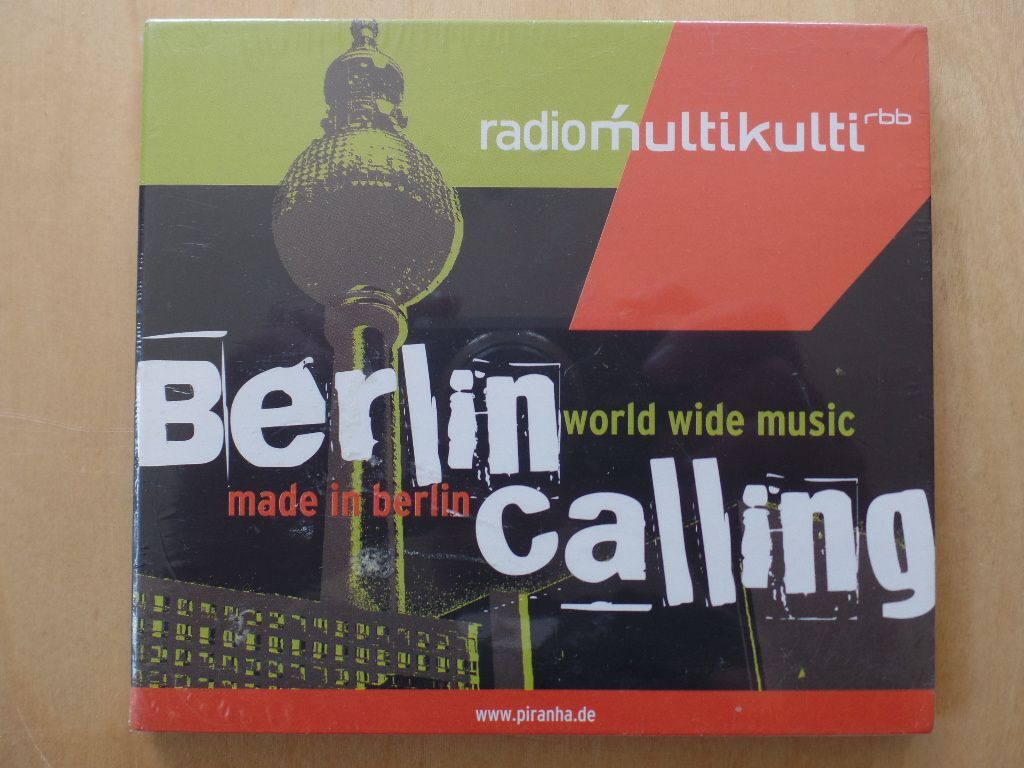 radiomultikulti rbb
Berlin
world wide music
made in berlin
calling
www.piranha.de